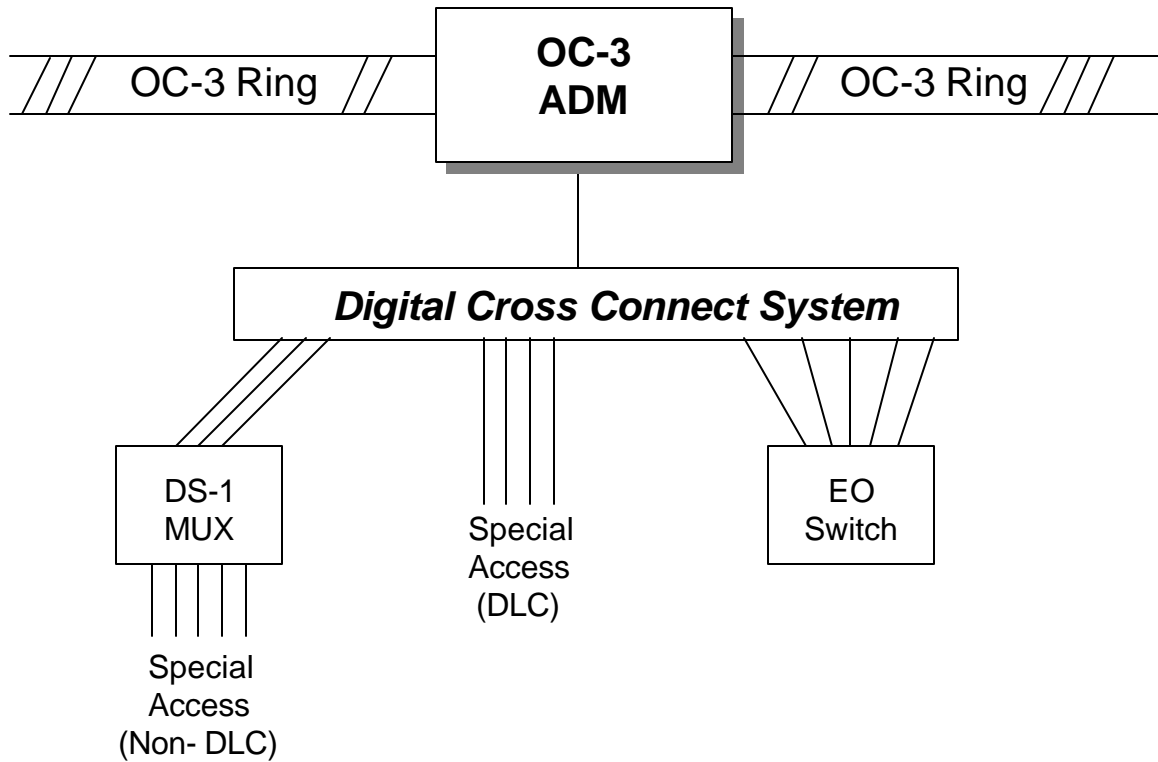 OC-3 Ring
OC-3
ADM
OC-3 Ring
Digital Cross Connect System
DS-1
MUX
Special
Access
(DLC)
EO
Switch
Special
Access
(Non- DLC)